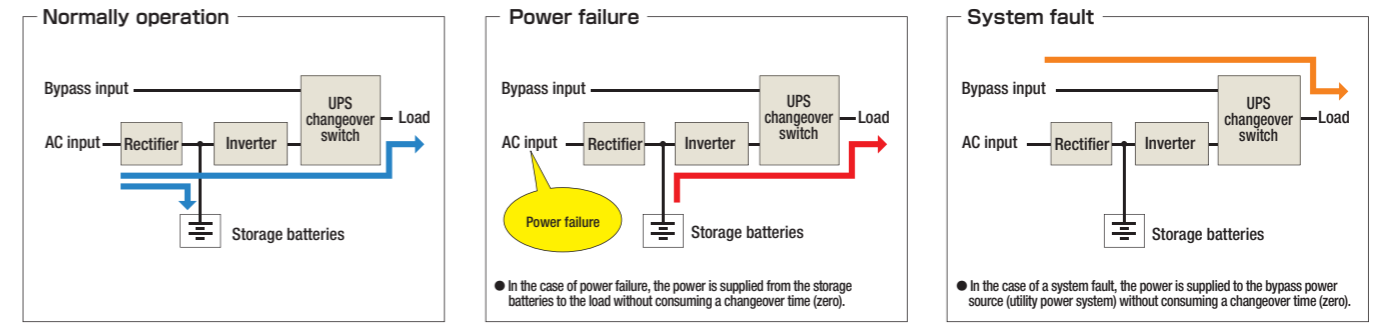 Normally operation
Bypass input
UPS
changeover
switch
Load
AC input
Rectifier
Inverter
Storage batteries
Power failure
Bypass input
UPS
changeover
switch
Load
AC input
Rectifier
Inverter
Power failure
Storage batteries
● In the case of power failure, the power is supplied from the storage
batteries to the load without consuming a changeover time (zero).
System fault
Bypass input
UPS
changeover
switch
Load
AC input
Rectifier
Inverter
Storage batteries
● In the case of a system fault, the power is supplied to the bypass power
source (utility power system) without consuming a changeover time (zero).